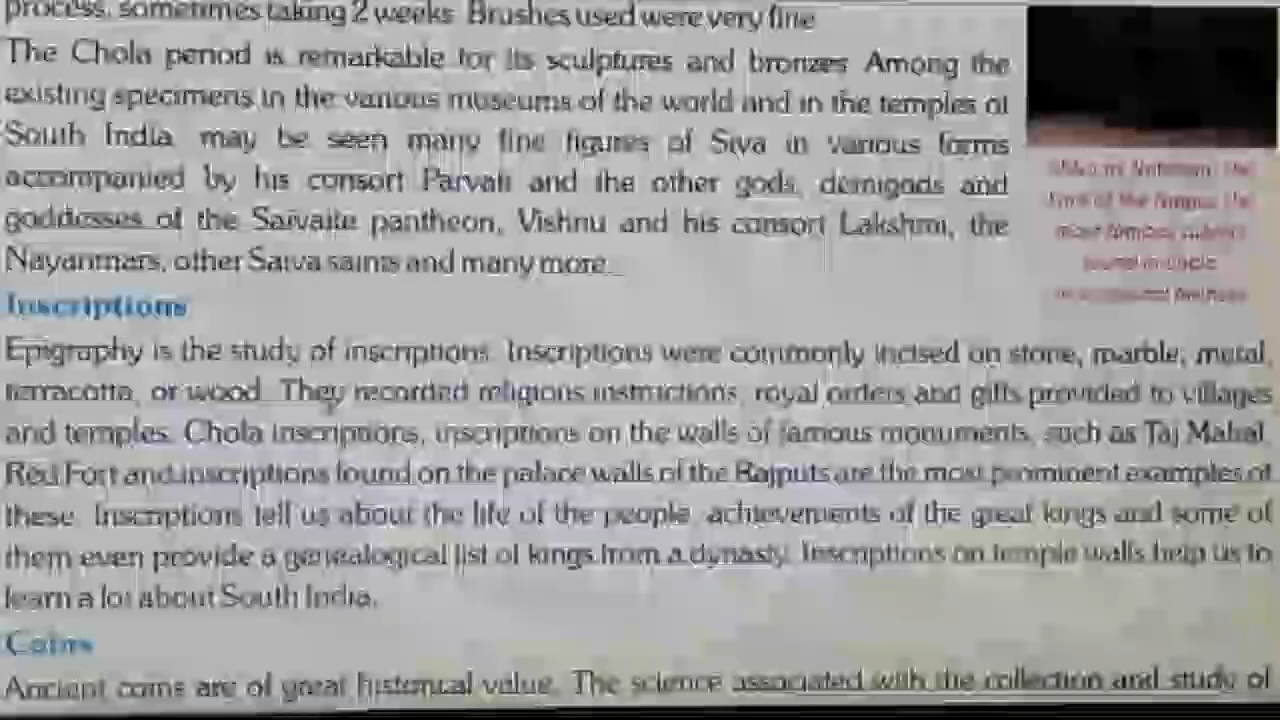 process, sometimes taking 2 weeks. Brushes used were very fine
The Chola period is remarkable for its sculptures and bronzes. Among the
existing specimens in the various museums of the world and in the temples of
South India, may be seen many fine figures of Siva in various forms
accompanied by his consort Parvati and the other gods, demigods and
goddesses of the Saivaite pantheon, Vishnu and his consort Lakshmi, the
Nayanmars, other Saiva saints and many more.
Inscriptions
Epigraphy is the study of inscriptions. Inscriptions were commonly incised on stone, marble, metal,
terracotta, or wood. They recorded religious instructions, royal orders and gifts provided to villages
and temples. Chola inscriptions, inscriptions on the walls of famous monuments, such as Taj Mahal,
Red Fort and inscriptions found on the palace walls of the Rajputs are the most prominent examples of
these. Inscriptions tell us about the life of the people, achievements of the great kings and some of
them even provide a genealogical list of kings from a dynasty. Inscriptions on temple walls help us to
learn a lot about South India.
Coins
Ancient coins are of great historical value. The science associated with the collection and study of
the
of the the
most famous
found in